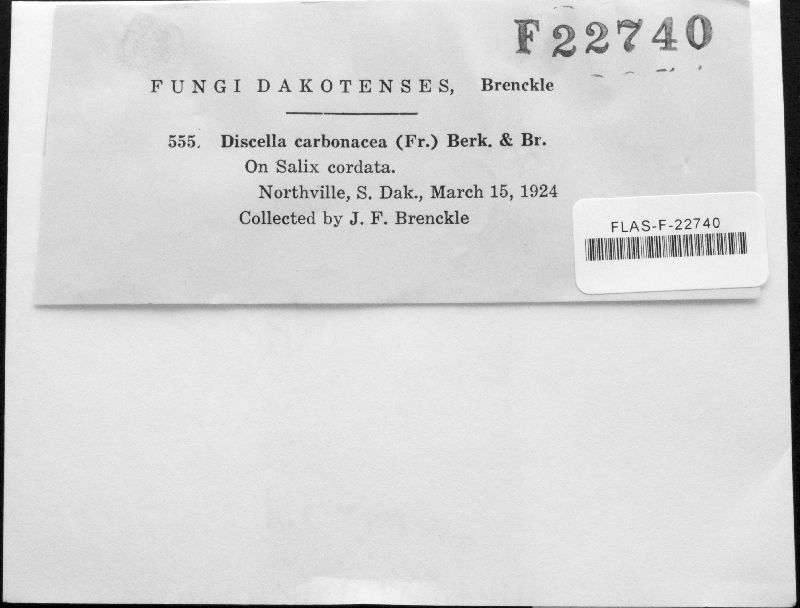 F22740
FUNGI DAKOTENSES, Brenckle
555. Discella carbonacea (Fr.) Berk. & Br.
On Salix cordata.
Northville, S. Dak., March 15, 1924
Collected by J. F. Brenckle
FLAS-F-22740